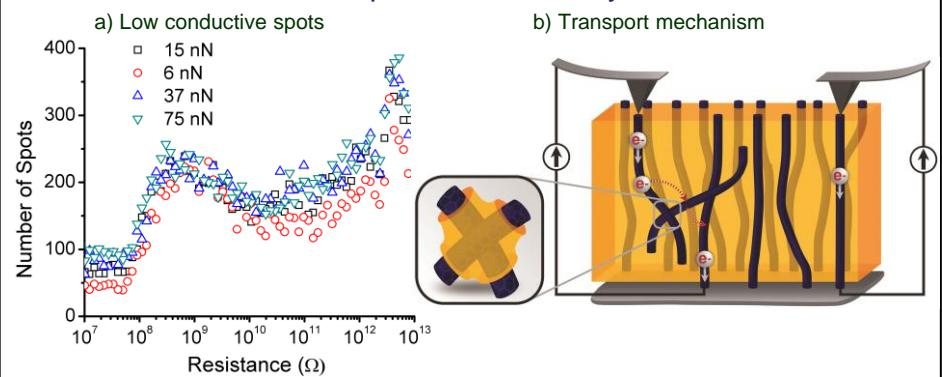 a) Low conductive spots
b) Transport mechanism
400
300
200
100
0
Number of Spots
15 nN
6 nN
37 nN
75 nN
10^7
10^8
10^9
10^10
10^11
10^12
10^13
Resistance (Ω)
e-
e-
e-
e-